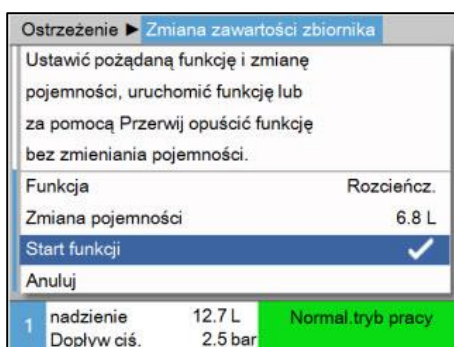 Ostrzeżenie ► Zmiana zawartości zbiornika
Ustawić pożądaną funkcję i zmianę
pojemności, uruchomić funkcję lub
za pomocą Przerwij opuścić funkcję
bez zmieniania pojemności.
Funkcja Rozcieńcz.
Zmiana pojemności 6.8 L
Start funkcji ✓
Anuluj
1 nadzienie 12.7 L Normal.tryb pracy
Dopływ ciś. 2.5 bar